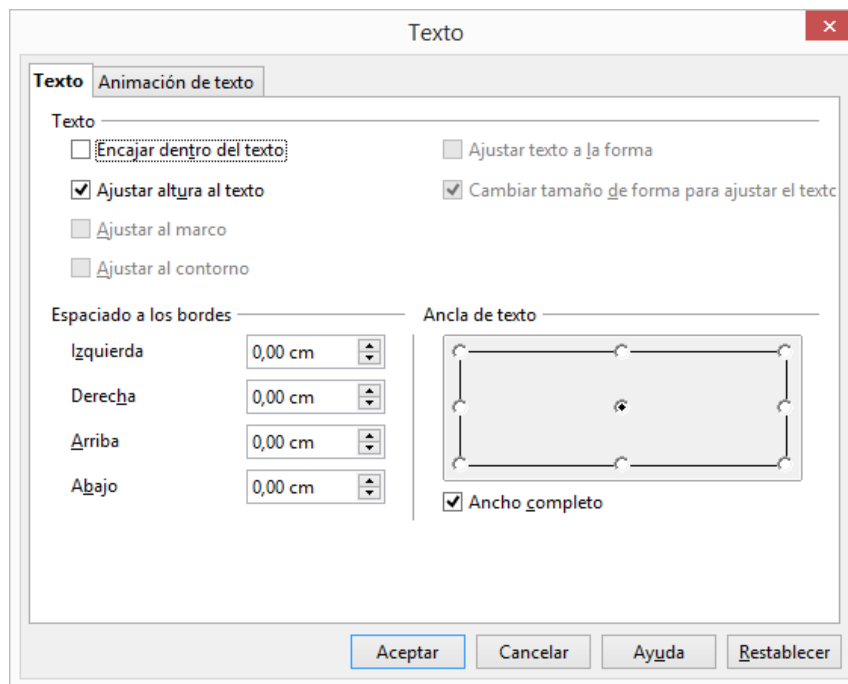 Texto
Texto Animación de texto
Texto
Encajar dentro del texto Ajustar texto a la forma
Ajustar altura al texto Cambiar tamaño de forma para ajustar el texto
Ajustar al marco
Ajustar al contorno
Espaciado a los bordes Ancla de texto
Izquierda 0,00 cm
Derecha 0,00 cm
Arriba 0,00 cm
Abajo 0,00 cm
Ancho completo
Aceptar Cancelar Ayuda Restablecer